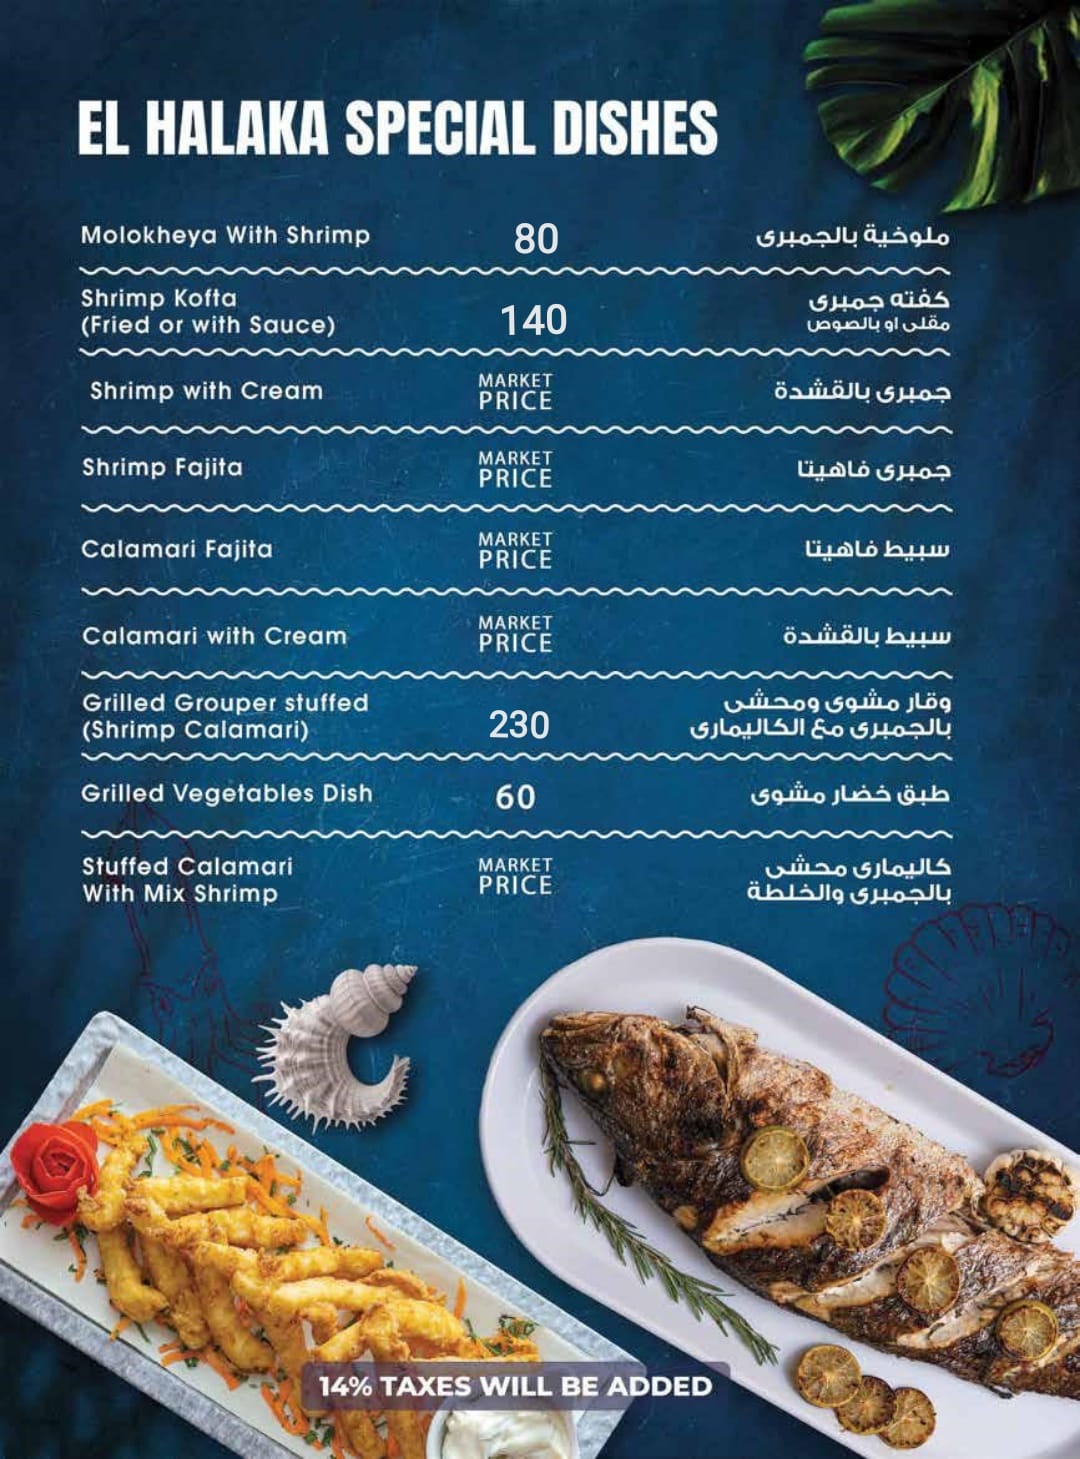 EL HALAKA SPECIAL DISHES
Molokheya With Shrimp 80 ملوخية بالجمبرى
Shrimp Kofta
(Fried or with Sauce) 140 كفته جمبرى
مقلى او بالصوص
Shrimp with Cream MARKET PRICE جمبرى بالقشدة
Shrimp Fajita MARKET PRICE جمبرى فاهيتا
Calamari Fajita MARKET PRICE سبيط فاهيتا
Calamari with Cream MARKET PRICE سبيط بالقشدة
Grilled Grouper stuffed
(Shrimp Calamari) 230 وقار مشوى ومحشى
بالجمبرى مع الكاليمارى
Grilled Vegetables Dish 60 طبق خضار مشوى
Stuffed Calamari
With Mix Shrimp MARKET PRICE كاليمارى محشى
بالجمبرى والخلطة
14% TAXES WILL BE ADDED